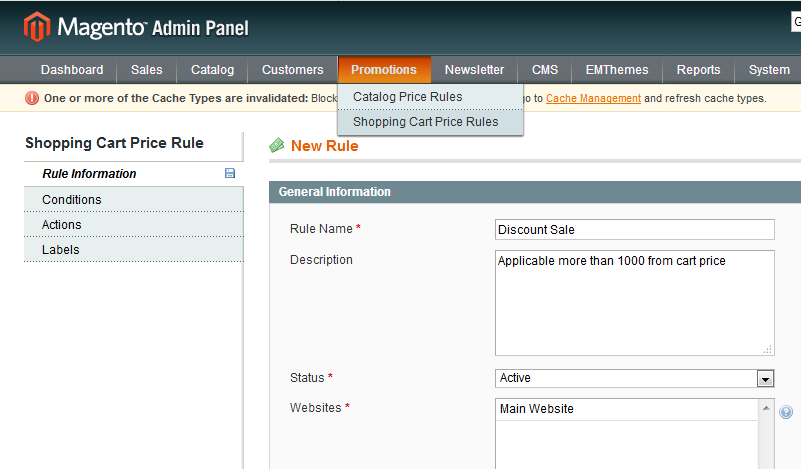 Magento™ Admin Panel
Dashboard Sales Catalog Customers Promotions Newsletter CMS EMThemes Reports System
One or more of the Cache Types are invalidated: Block go to Cache Management and refresh cache types.
Catalog Price Rules
Shopping Cart Price Rules
Shopping Cart Price Rule
Rule Information
Conditions
Actions
Labels
New Rule
General Information
Rule Name * Discount Sale
Description Applicable more than 1000 from cart price
Status * Active
Websites * Main Website